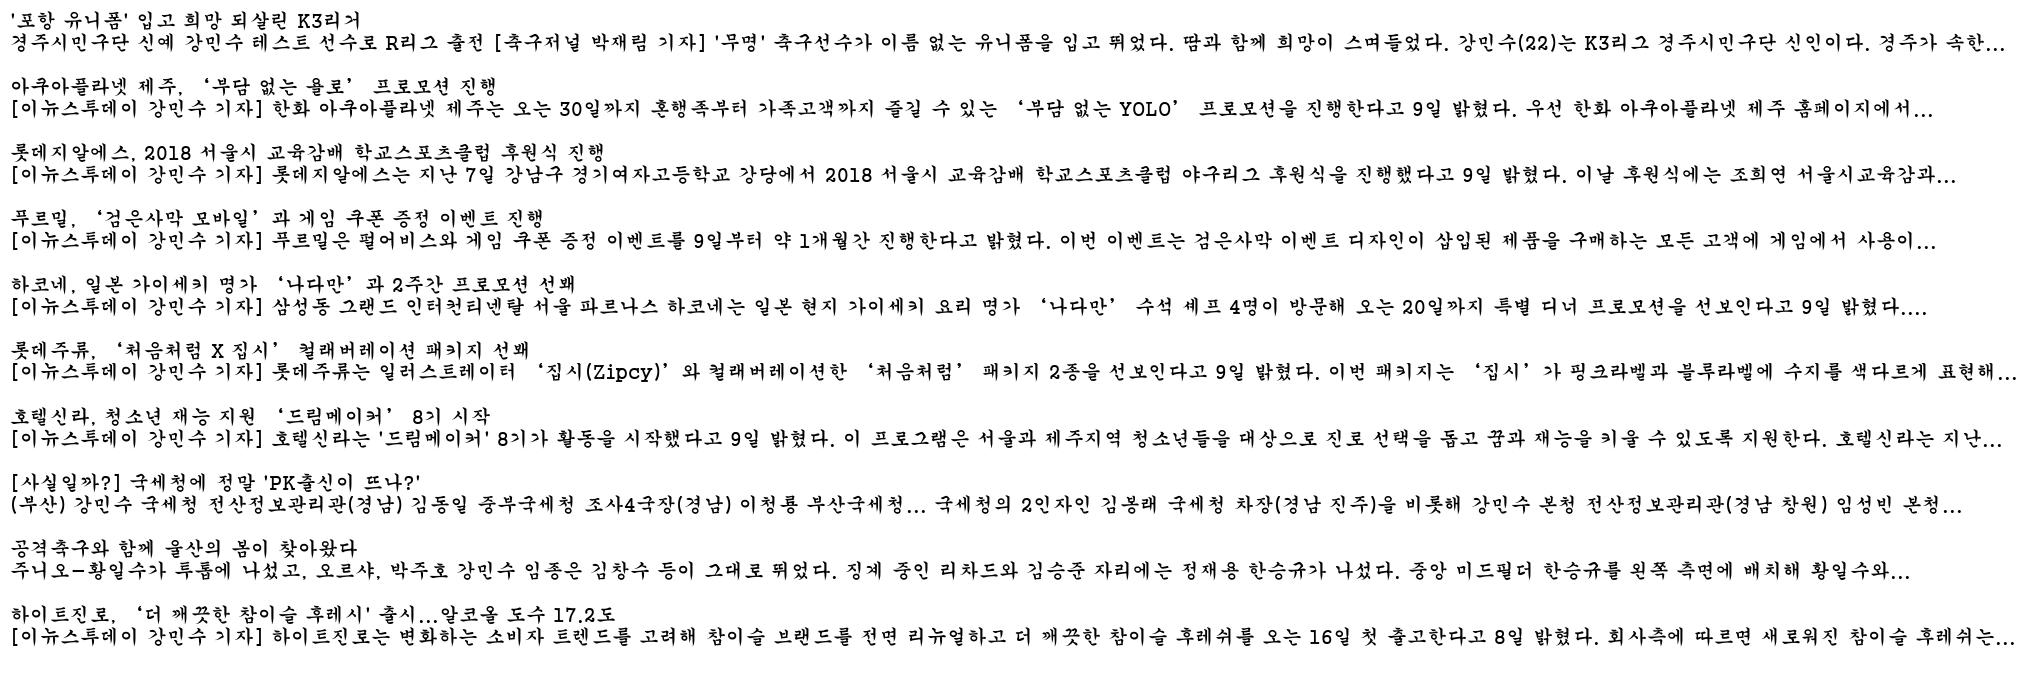 '포항 유니폼' 입고 희망 되살린 K3리거
경주시민구단 신예 강민수 테스트 선수로 R리그 출전 [축구저널 박재림 기자] '무명' 축구선수가 이름 없는 유니폼을 입고 뛰었다. 땀과 함께 희망이 스며들었다. 강민수(22)는 K3리그 경주시민구단 신인이다. 경주가 속한...
아쿠아플라넷 제주, ‘부담 없는 욜로’ 프로모션 진행
[이뉴스투데이 강민수 기자] 한화 아쿠아플라넷 제주는 오는 30일까지 혼행족부터 가족고객까지 즐길 수 있는 ‘부담 없는 YOLO’ 프로모션을 진행한다고 9일 밝혔다. 우선 한화 아쿠아플라넷 제주 홈페이지에서...
롯데지알에스, 2018 서울시 교육감배 학교스포츠클럽 후원식 진행
[이뉴스투데이 강민수 기자] 롯데지알에스는 지난 7일 강남구 경기여자고등학교 강당에서 2018 서울시 교육감배 학교스포츠클럽 야구리그 후원식을 진행했다고 9일 밝혔다. 이날 후원식에는 조희연 서울시교육감과...
푸르밀, ‘검은사막 모바일’과 게임 쿠폰 증정 이벤트 진행
[이뉴스투데이 강민수 기자] 푸르밀은 펄어비스와 게임 쿠폰 증정 이벤트를 9일부터 약 1개월간 진행한다고 밝혔다. 이번 이벤트는 검은사막 이벤트 디자인이 삽입된 제품을 구매하는 모든 고객에 게임에서 사용이...
하코네, 일본 가이세키 명가 ‘나다만’과 2주간 프로모션 선봬
[이뉴스투데이 강민수 기자] 삼성동 그랜드 인터컨티넨탈 서울 파르나스 하코네는 일본 현지 가이세키 요리 명가 ‘나다만’ 수석 셰프 4명이 방문해 오는 20일까지 특별 디너 프로모션을 선보인다고 9일 밝혔다....
롯데주류, ‘처음처럼 X 집시’ 컬래버레이션 패키지 선봬
[이뉴스투데이 강민수 기자] 롯데주류는 일러스트레이터 ‘집시(Zipcy)’와 컬래버레이션한 ‘처음처럼’ 패키지 2종을 선보인다고 9일 밝혔다. 이번 패키지는 ‘집시’가 핑크라벨과 블루라벨에 수지를 색다르게 표현해...
호텔신라, 청소년 재능 지원 ‘드림메이커’ 8기 시작
[이뉴스투데이 강민수 기자] 호텔신라는 '드림메이커' 8기가 활동을 시작했다고 9일 밝혔다. 이 프로그램은 서울과 제주지역 청소년들을 대상으로 진로 선택을 돕고 꿈과 재능을 키울 수 있도록 지원한다. 호텔신라는 지난...
[사실일까?] 국세청에 정말 'PK출신이 뜨나?'
(부산) 강민수 국세청 전산정보관리관(경남) 김동일 중부국세청 조사4국장(경남) 이청룡 부산국세청... 국세청의 2인자인 김봉래 국세청 차장(경남 진주)을 비롯해 강민수 본청 전산정보관리관(경남 창원) 임성빈 본청...
공격축구와 함께 울산의 봄이 찾아왔다
주니오-황일수가 투톱에 나섰고, 오르샤, 박주호 강민수 임종은 김창수 등이 그대로 뛰었다. 징계 중인 리차드와 김승준 자리에는 정재용 한승규가 나섰다. 중앙 미드필더 한승규를 왼쪽 측면에 배치해 황일수와...
하이트진로, ‘더 깨끗한 참이슬 후레시' 출시...알코올 도수 17.2도
[이뉴스투데이 강민수 기자] 하이트진로는 변화하는 소비자 트렌드를 고려해 참이슬 브랜드를 전면 리뉴얼하고 더 깨끗한 참이슬 후레쉬를 오는 16일 첫 출고한다고 8일 밝혔다. 회사측에 따르면 새로워진 참이슬 후레쉬는...